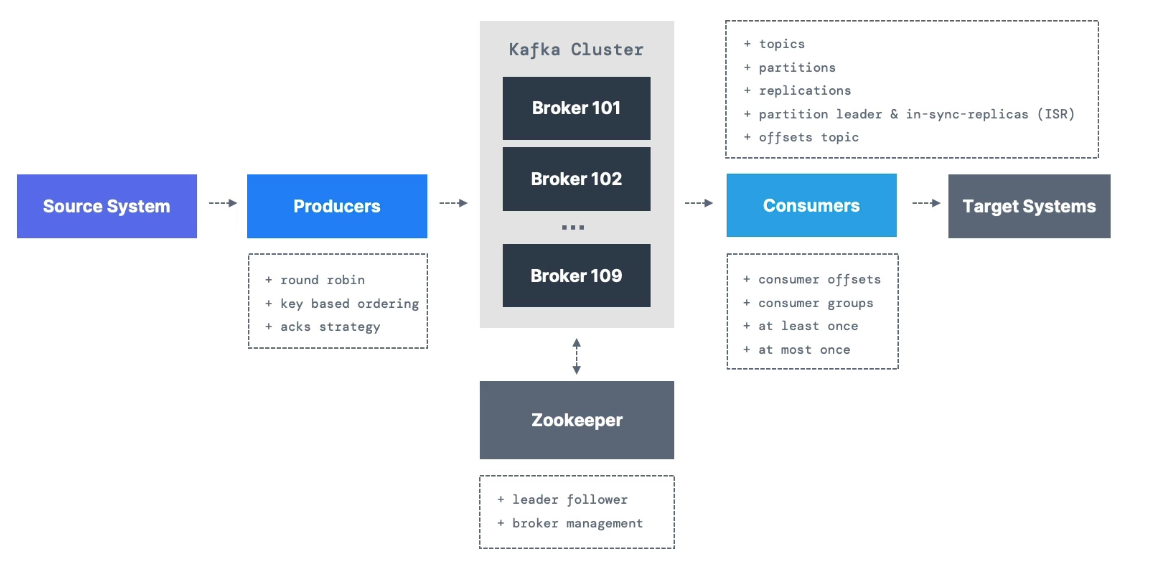 Kafka Cluster
Broker 101
Broker 102
...
Broker 109
+ topics
+ partitions
+ replications
+ partition leader & in-sync-replicas (ISR)
+ offsets topic
Source System
Producers
Consumers
Target Systems
+ round robin
+ key based ordering
+ acks strategy
+ consumer offsets
+ consumer groups
+ at least once
+ at most once
Zookeeper
+ leader follower
+ broker management